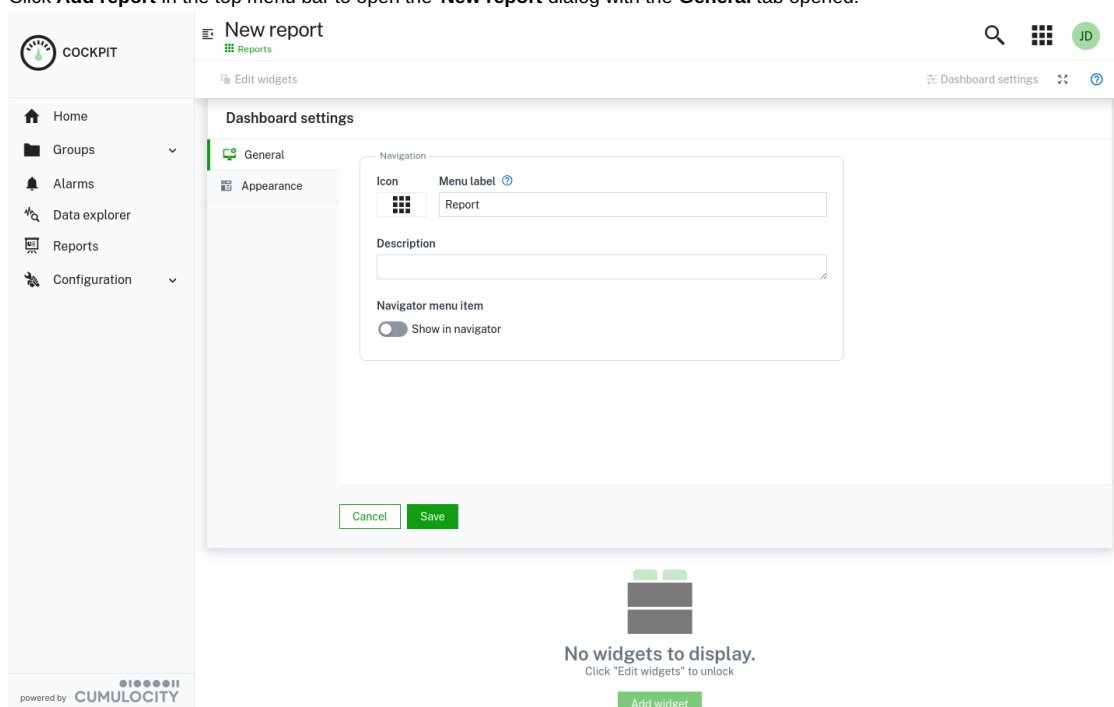 Click Add report in the top menu bar to open the New report dialog with the General tab opened.
COCKPIT
New report
Reports
JD
Edit widgets
Dashboard settings
Home
Groups
Alarms
Data explorer
Reports
Configuration
Dashboard settings
General
Appearance
Navigation
Icon
Menu label
Report
Description
Navigator menu item
Show in navigator
Cancel
Save
No widgets to display.
Click "Edit widgets" to unlock
Add widget
powered by CUMULOCITY